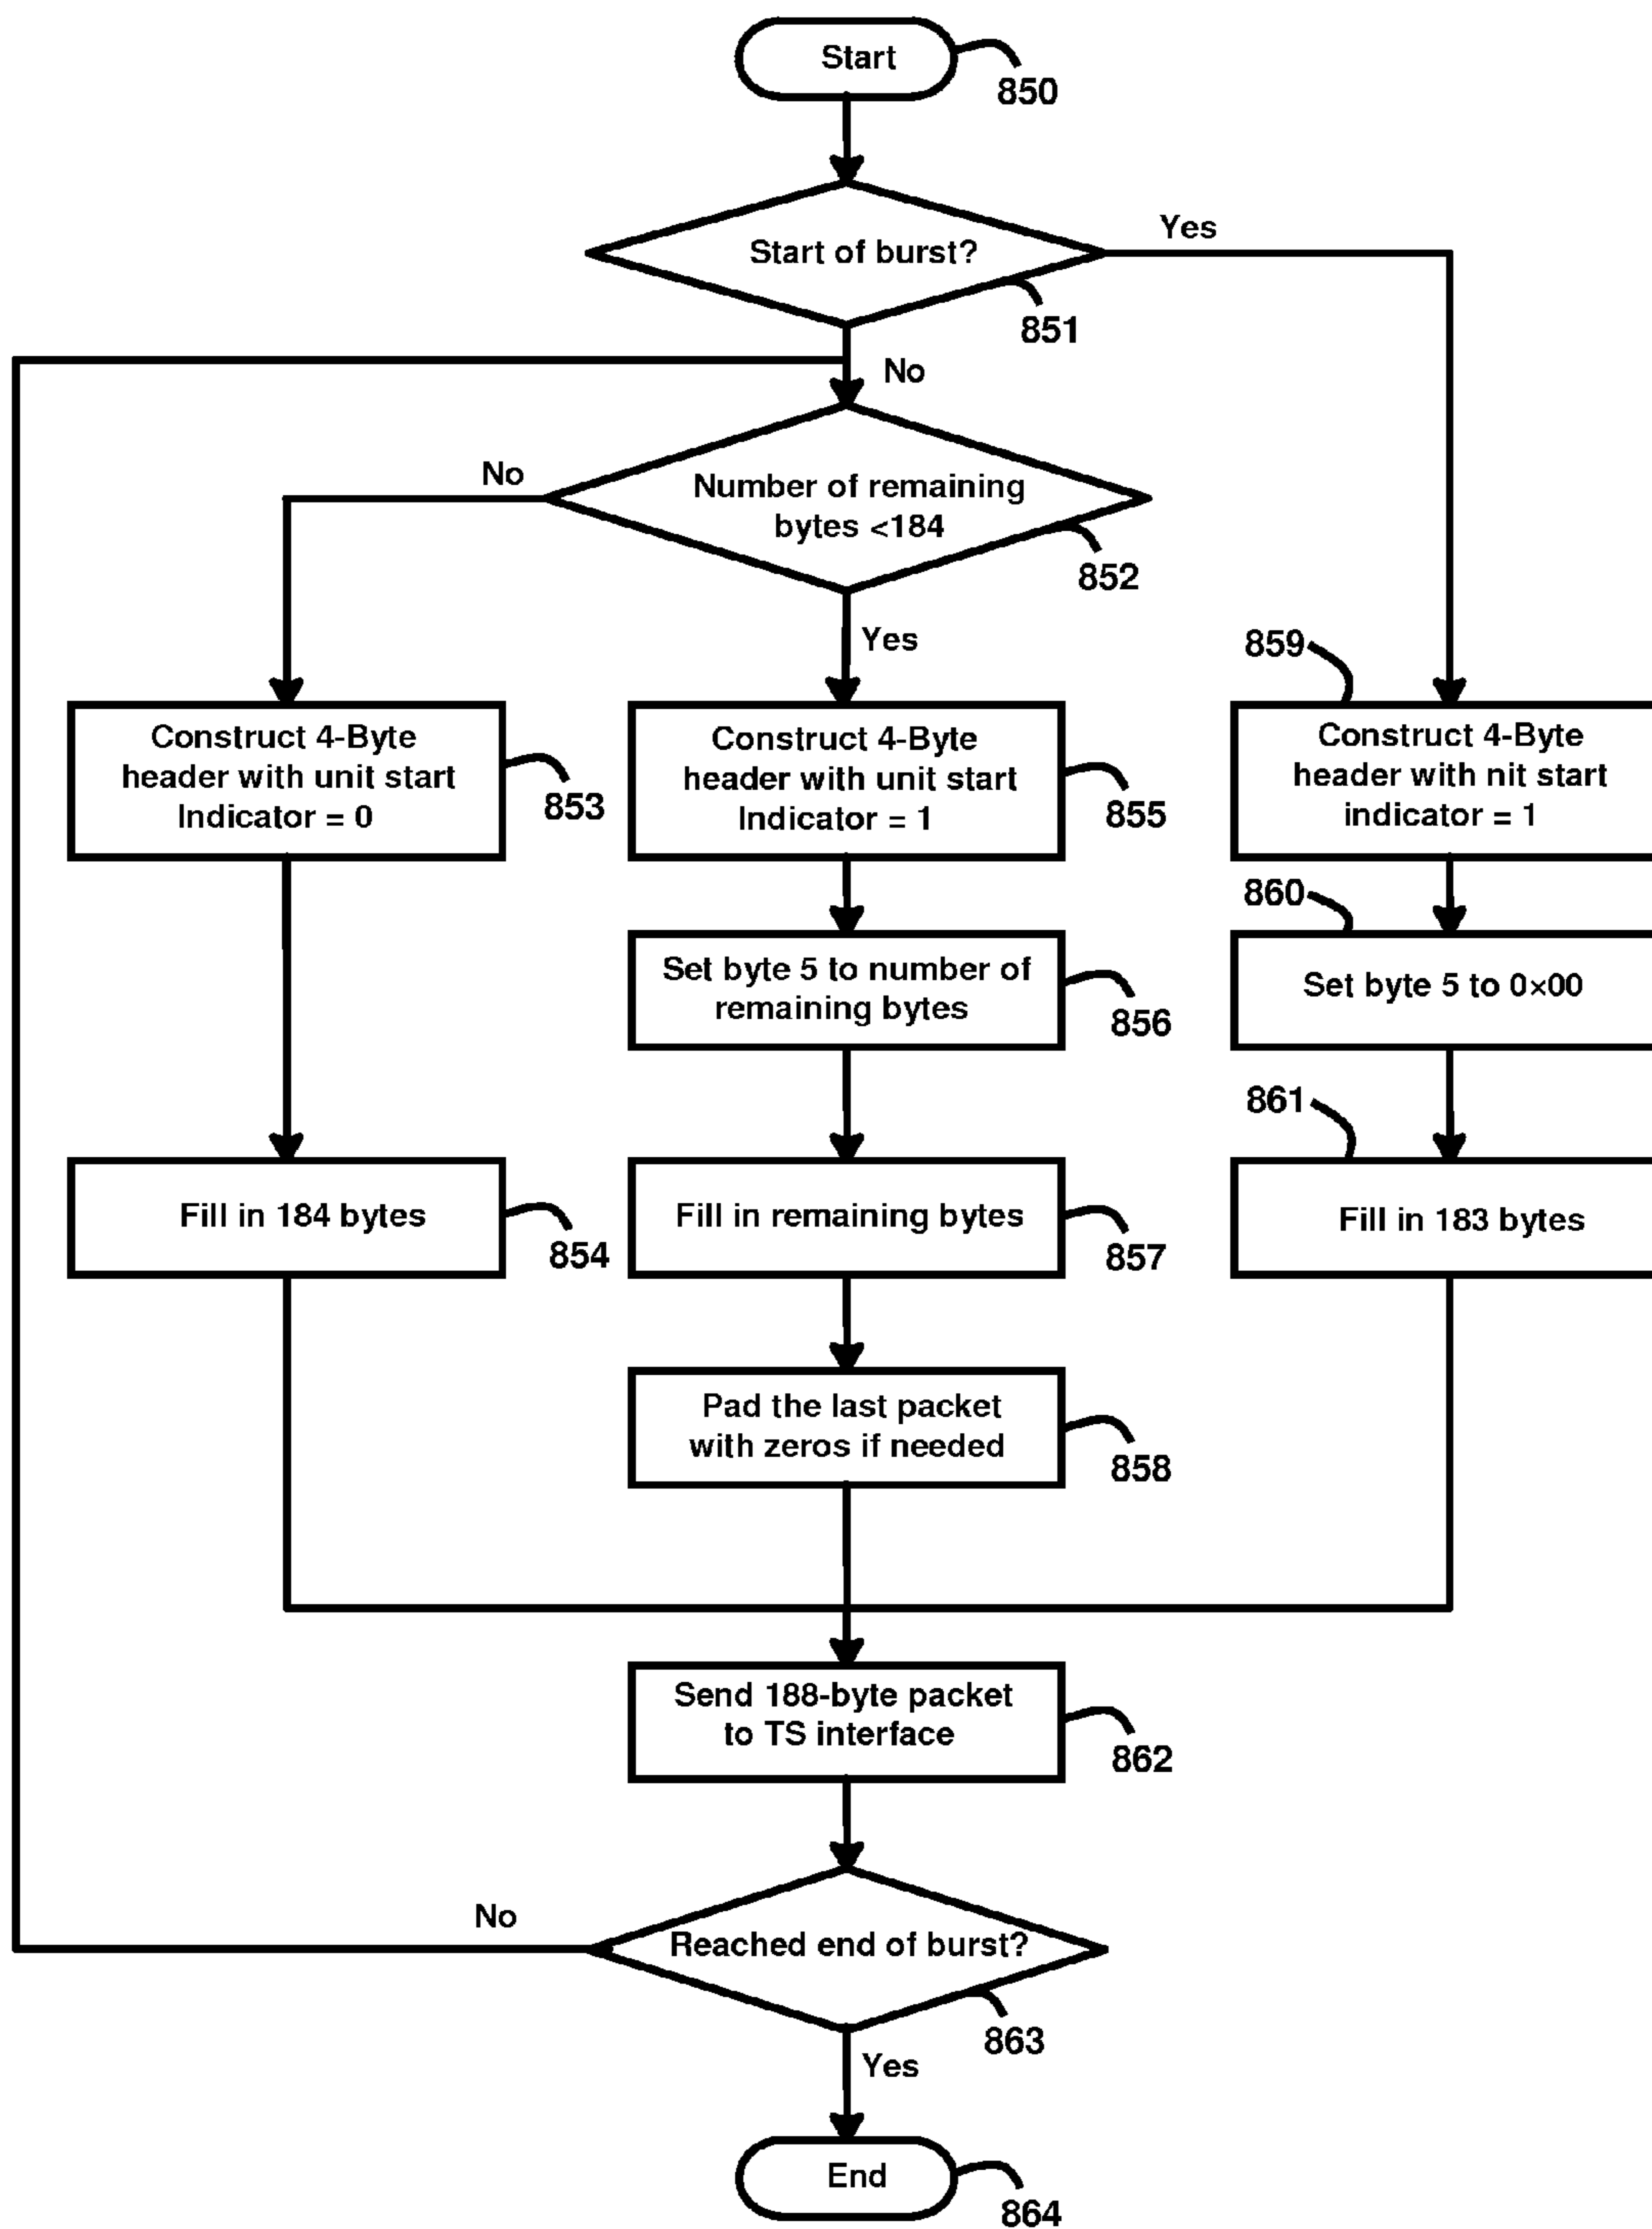 Start
850
Start of burst?
Yes
851
No
Number of remaining
bytes <184
No
852
Yes
859
Construct 4-Byte
header with unit start
Indicator = 0
853
Construct 4-Byte
header with unit start
Indicator = 1
855
Construct 4-Byte
header with nit start
indicator = 1
860
Set byte 5 to number of
remaining bytes
856
Set byte 5 to 0×00
861
Fill in 184 bytes
854
Fill in remaining bytes
857
Fill in 183 bytes
Pad the last packet
with zeros if needed
858
Send 188-byte packet
to TS interface
862
No
Reached end of burst?
863
Yes
End
864